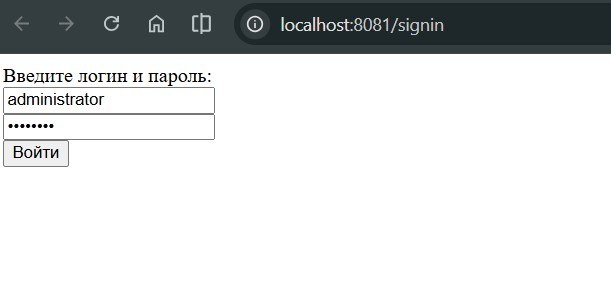 localhost:8081/signin
Введите логин и пароль:
administrator
••••••••
Войти